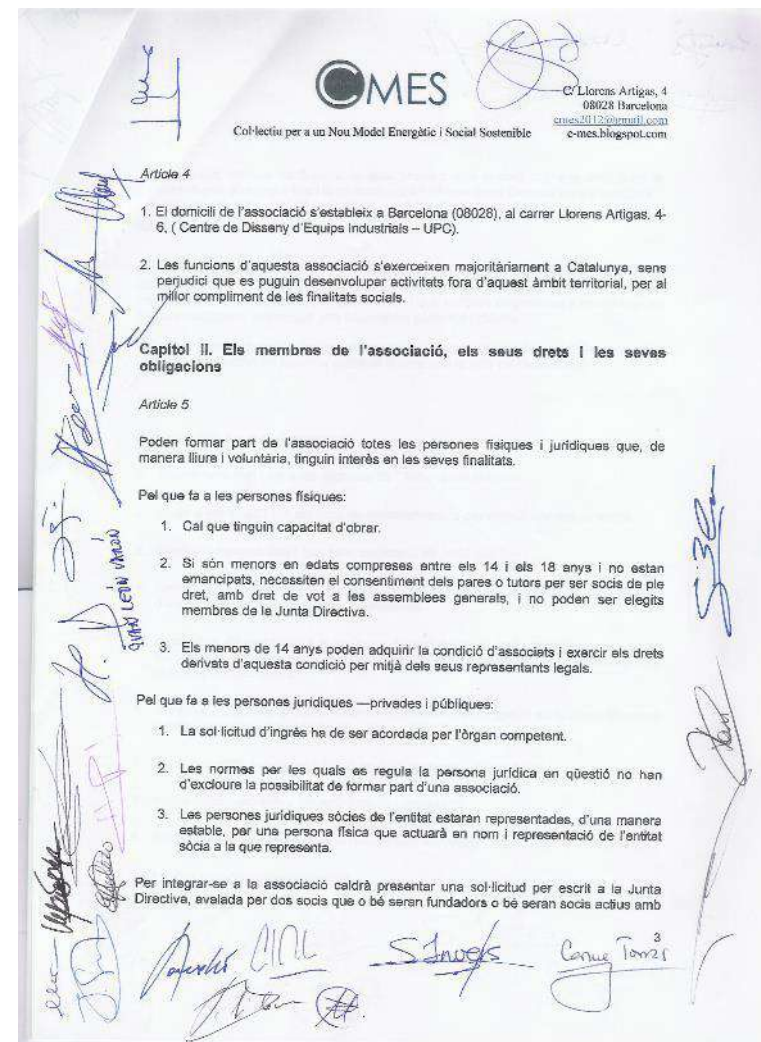 CMES
C/ Llorens Artigas, 4
08028 Barcelona
cmes2012@gmail.com
Col·lectiu per a un Nou Model Energètic i Social Sostenible
c-mes.blogspot.com
Article 4
1. El domicili de l'associació s'estableix a Barcelona (08028), al carrer Llorens Artigas, 4-
6, ( Centre de Disseny d'Equips Industrials – UPC).
2. Les funcions d'aquesta associació s'exerceixen majoritàriament a Catalunya, sens
perjudici que es puguin desenvolupar activitats fora d'aquest àmbit territorial, per al
millor compliment de les finalitats socials.
Capítol II. Els membres de l'associació, els seus drets i les seves
obligacions
Article 5
Poden formar part de l'associació totes les persones físiques i jurídiques que, de
manera lliure i voluntària, tinguin interès en les seves finalitats.
Pel que fa a les persones físiques:
1. Cal que tinguin capacitat d'obrar.
2. Si són menors en edats compreses entre els 14 i els 18 anys i no estan
emancipats, necessiten el consentiment dels pares o tutors per ser socis de ple
dret, amb dret de vot a les assemblees generals, i no poden ser elegits
membres de la Junta Directiva.
3. Els menors de 14 anys poden adquirir la condició d'associats i exercir els drets
derivats d'aquesta condició per mitjà dels seus representants legals.
Pel que fa a les persones jurídiques —privades i públiques:
1. La sol·licitud d'ingrés ha de ser acordada per l'òrgan competent.
2. Les normes per les quals es regula la persona jurídica en qüestió no han
d'excloure la possibilitat de formar part d'una associació.
3. Les persones jurídiques sòcies de l'entitat estaran representades, d'una manera
estable, per una persona física que actuarà en nom i representació de l'entitat
sòcia a la que representa.
Per integrar-se a la associació caldrà presentar una sol·licitud per escrit a la Junta
Directiva, avalada per dos socis que o bé seran fundadors o bé seran socis actius amb
3
JUAN LEÓN VARÓN